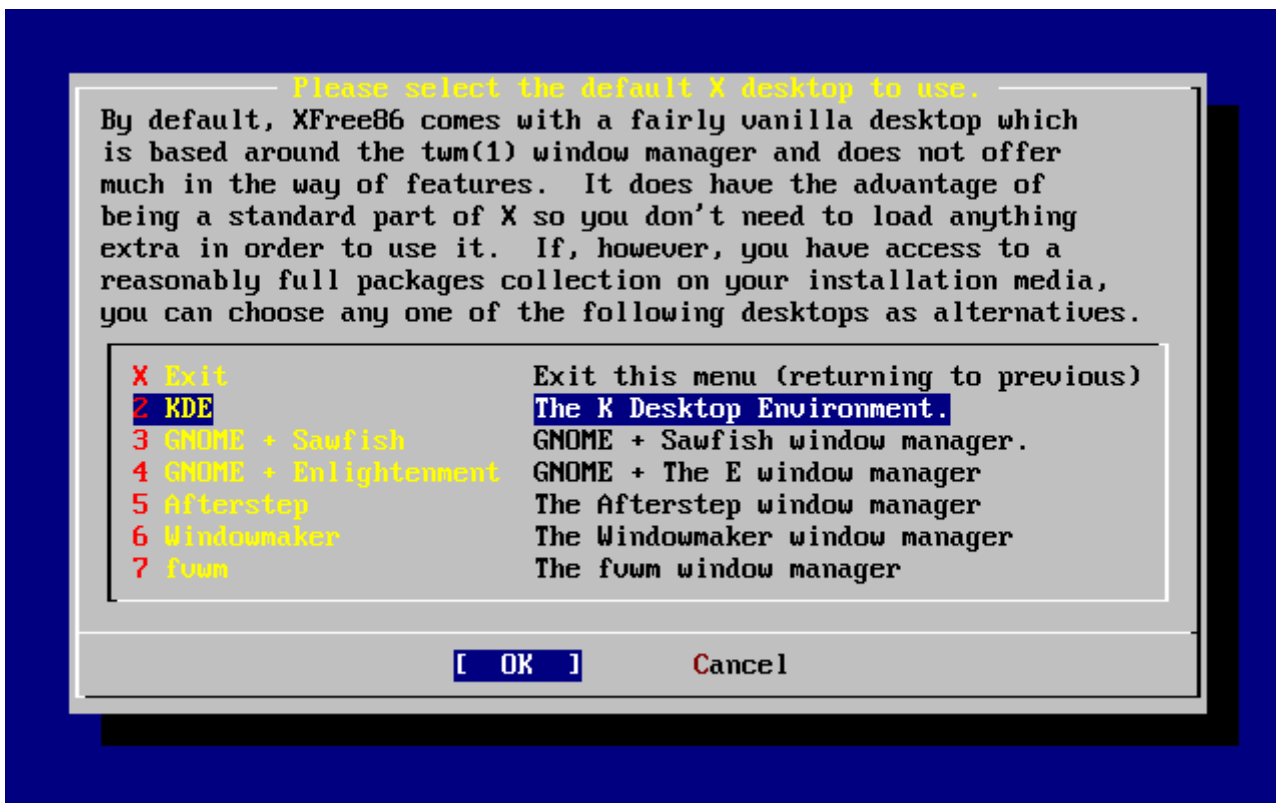 Please select the default X desktop to use.
By default, XFree86 comes with a fairly vanilla desktop which
is based around the twm(1) window manager and does not offer
much in the way of features.  It does have the advantage of
being a standard part of X so you don't need to load anything
extra in order to use it.  If, however, you have access to a
reasonably full packages collection on your installation media,
you can choose any one of the following desktops as alternatives.
X Exit Exit this menu (returning to previous)
2 KDE The K Desktop Environment.
3 GNOME + Sawfish GNOME + Sawfish window manager.
4 GNOME + Enlightenment GNOME + The E window manager
5 Afterstep The Afterstep window manager
6 Windowmaker The Windowmaker window manager
7 fvwm The fvwm window manager
[ OK ] Cancel